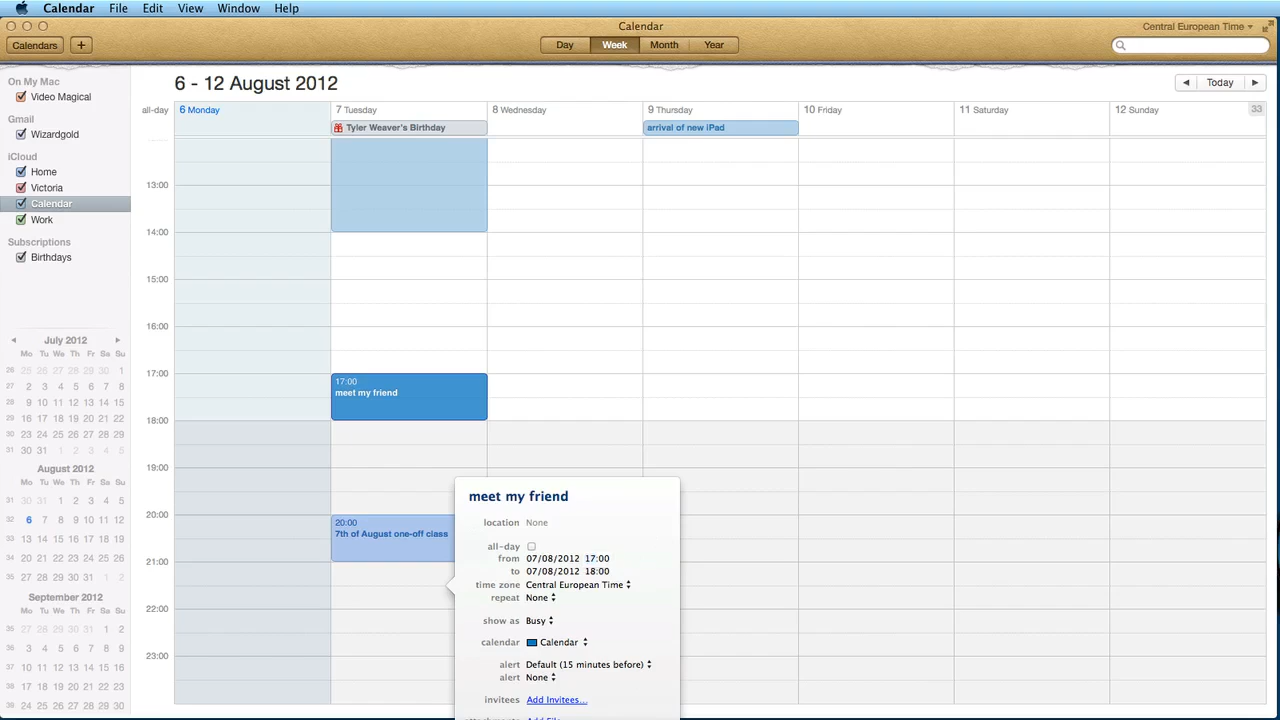 Calendar File Edit View Window Help
Calendar
Central European Time
Calendars + Day Week Month Year
6 - 12 August 2012
Today
On My Mac
Video Magical
Gmail
Wizardgold
iCloud
Home
Victoria
Calendar
Work
Subscriptions
Birthdays
all-day 6 Monday 7 Tuesday 8 Wednesday 9 Thursday 10 Friday 11 Saturday 12 Sunday 33
Tyler Weaver's Birthday arrival of new iPad
13:00
14:00
15:00
16:00
17:00
18:00
19:00
20:00
21:00
22:00
23:00
17:00
meet my friend
20:00
7th of August one-off class
meet my friend
location None
all-day
from 07/08/2012 17:00
to 07/08/2012 18:00
time zone Central European Time
repeat None
show as Busy
calendar Calendar
alert Default (15 minutes before)
alert None
invitees Add Invitees...
attachments Add File...
July 2012
Mo Tu We Th Fr Sa Su
26 25 26 27 28 29 30 1
27 2 3 4 5 6 7 8
28 9 10 11 12 13 14 15
29 16 17 18 19 20 21 22
30 23 24 25 26 27 28 29
31 30 31 1 2 3 4 5
August 2012
Mo Tu We Th Fr Sa Su
31 30 31 1 2 3 4 5
32 6 7 8 9 10 11 12
33 13 14 15 16 17 18 19
34 20 21 22 23 24 25 26
35 27 28 29 30 31 1 2
September 2012
Mo Tu We Th Fr Sa Su
35 27 28 29 30 31 1 2
36 3 4 5 6 7 8 9
37 10 11 12 13 14 15 16
38 17 18 19 20 21 22 23
39 24 25 26 27 28 29 30